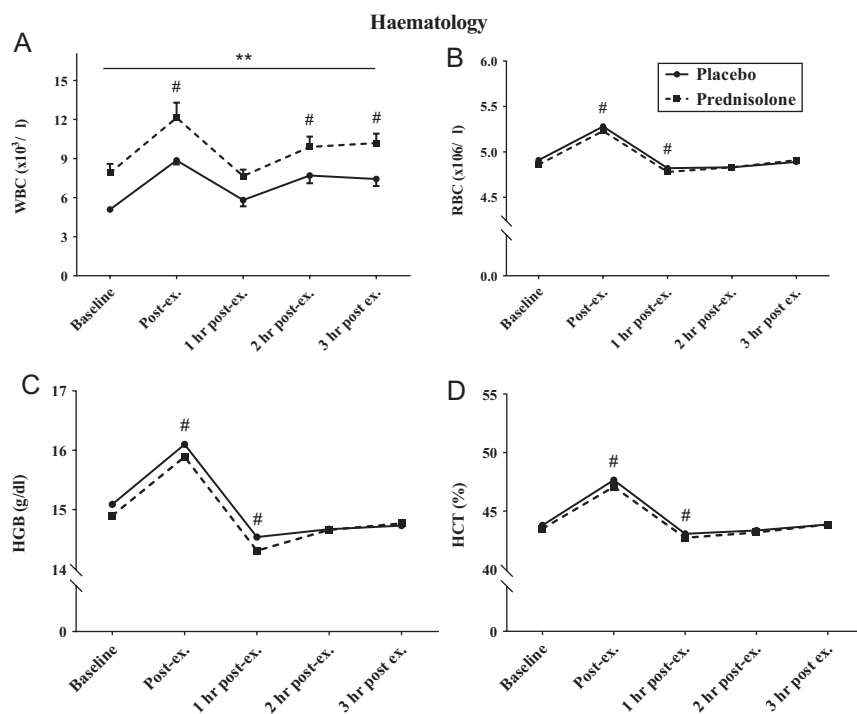 Haematology
A
**
15
12
9
6
3
0
WBC (x10³/ l)
#
#
#
Baseline
Post-ex.
1 hr post-ex.
2 hr post-ex.
3 hr post ex.
B
Placebo
Prednisolone
6.0
5.5
5.0
4.5
0.0
RBC (x106/ l)
#
#
Baseline
Post-ex.
1 hr post-ex.
2 hr post-ex.
3 hr post ex.
C
17
16
15
14
0
HGB (g/dl)
#
#
Baseline
Post-ex.
1 hr post-ex.
2 hr post-ex.
3 hr post ex.
D
55
50
45
40
0
HCT (%)
#
#
Baseline
Post-ex.
1 hr post-ex.
2 hr post-ex.
3 hr post ex.